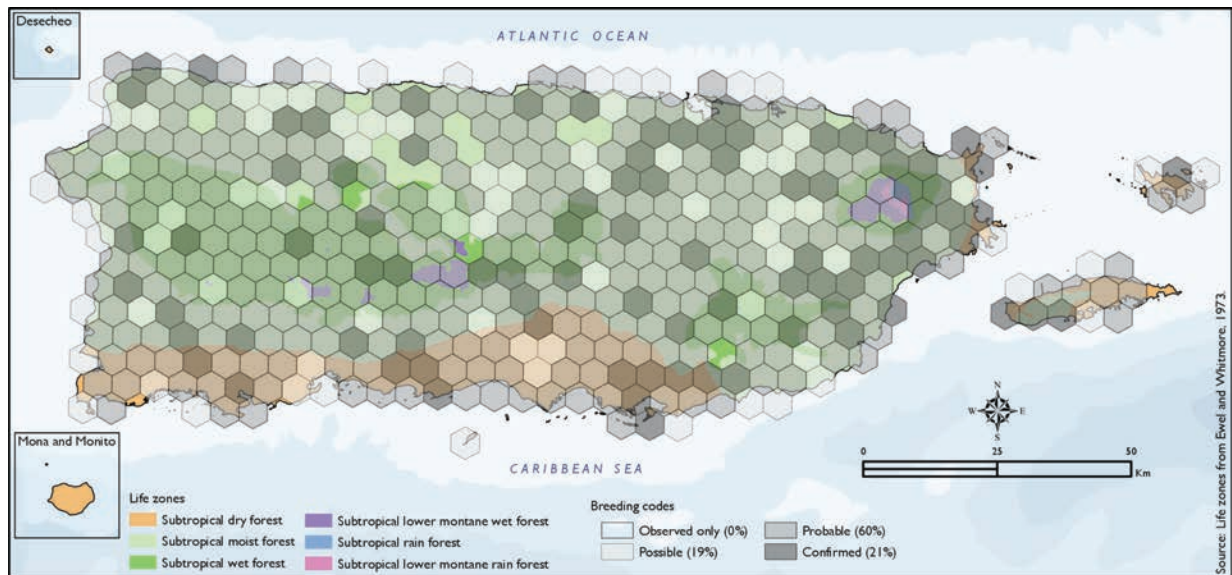 Desecheo
ATLANTIC OCEAN
N
W E
S
0 25 50
Km
Mona and Monito
CARIBBEAN SEA
Life zones
Subtropical dry forest
Subtropical moist forest
Subtropical wet forest
Subtropical lower montane wet forest
Subtropical rain forest
Subtropical lower montane rain forest
Breeding codes
Observed only (0%)
Possible (19%)
Probable (60%)
Confirmed (21%)
Source: Life zones from Ewel and Whitmore, 1973.